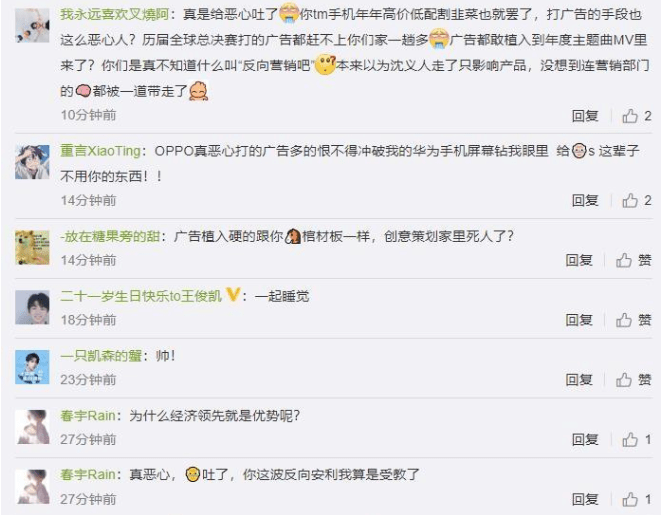 我永远喜欢叉燒阿：真是给恶心吐了你tm手机年年高价低配割韭菜也就罢了，打广告的手段也
这么恶心人？历届全球总决赛打的广告都赶不上你们家一趟多广告都敢植入到年度主题曲MV里
来了？你们是真不知道什么叫“反向营销吧”本来以为沈义人走了只影响产品，没想到连营销部门
的都被一道带走了
10分钟前
回复 2
重言XiaoTing：OPPO真恶心打的广告多的恨不得冲破我的华为手机屏幕钻我眼里 给s 这辈子
不用你的东西！！
14分钟前
回复 2
-放在糖果旁的甜：广告植入硬的跟你棺材板一样，创意策划家里死人了？
14分钟前
回复 赞
二十一岁生日快乐to王俊凯：一起睡觉
18分钟前
回复 赞
一只凯森的蟹：帅！
23分钟前
回复 赞
春宇Rain：为什么经济领先就是优势呢？
27分钟前
回复 1
春宇Rain：真恶心，吐了，你这波反向安利我算是受教了
27分钟前
回复 1